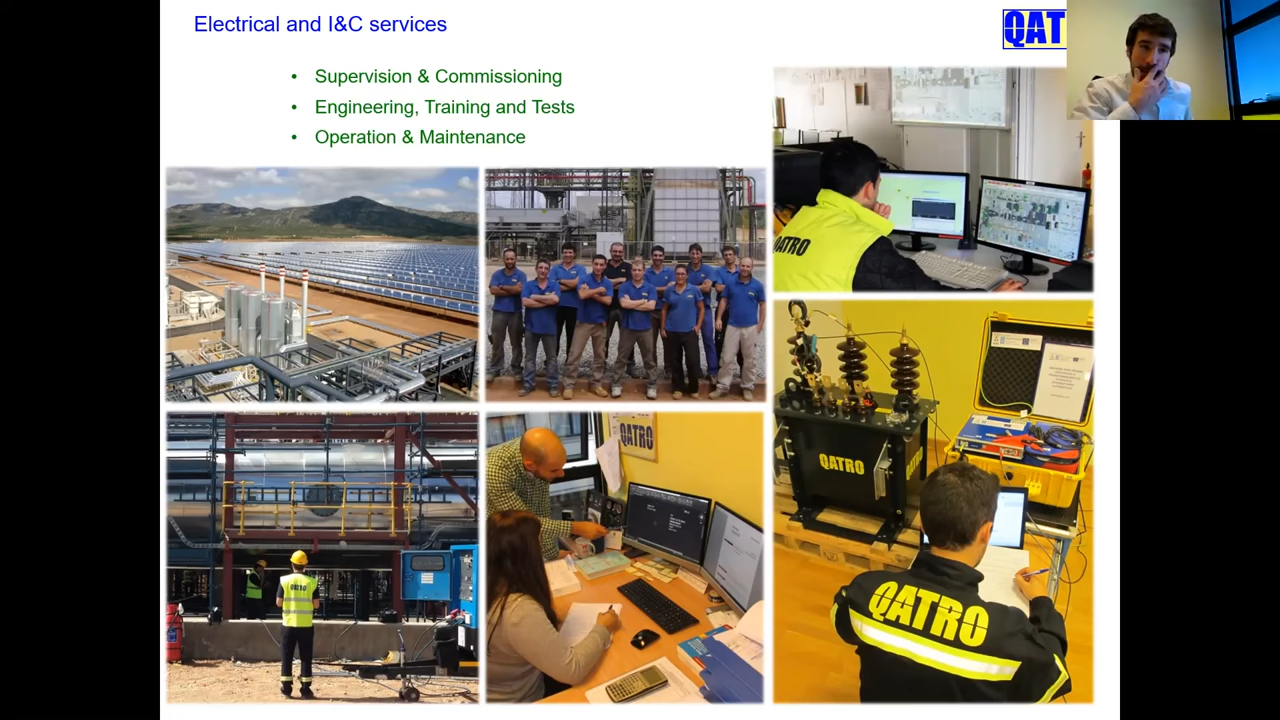 Electrical and I&C services
QAT
• Supervision & Commissioning
• Engineering, Training and Tests
• Operation & Maintenance
QATRO
QATRO
QATRO
QATRO
QATRO